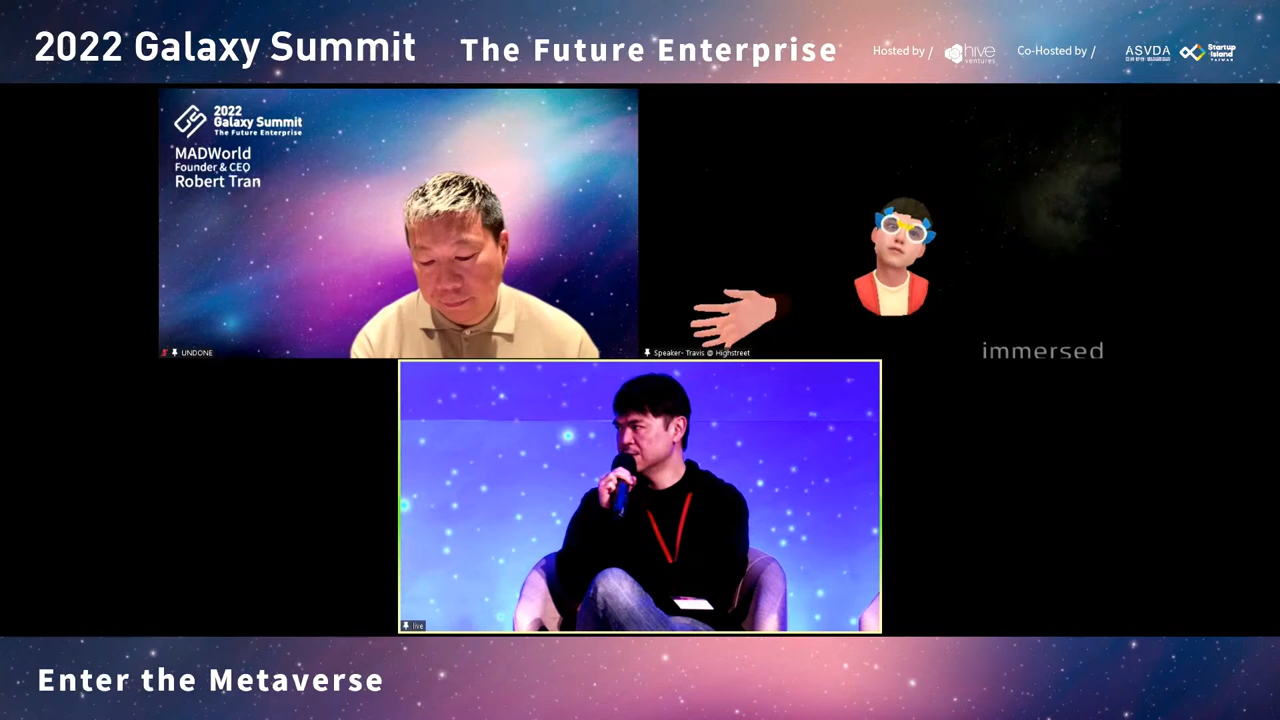 2022 Galaxy Summit
The Future Enterprise
Hosted by /
hive
ventures
Co-Hosted by /
ASVDA
Startup
Island
TAIWAN
2022
Galaxy Summit
The Future Enterprise
MADWorld
Founder & CEO
Robert Tran
UNDONE
Speaker- Travis @ Highstreet
immersed
live
Enter the Metaverse